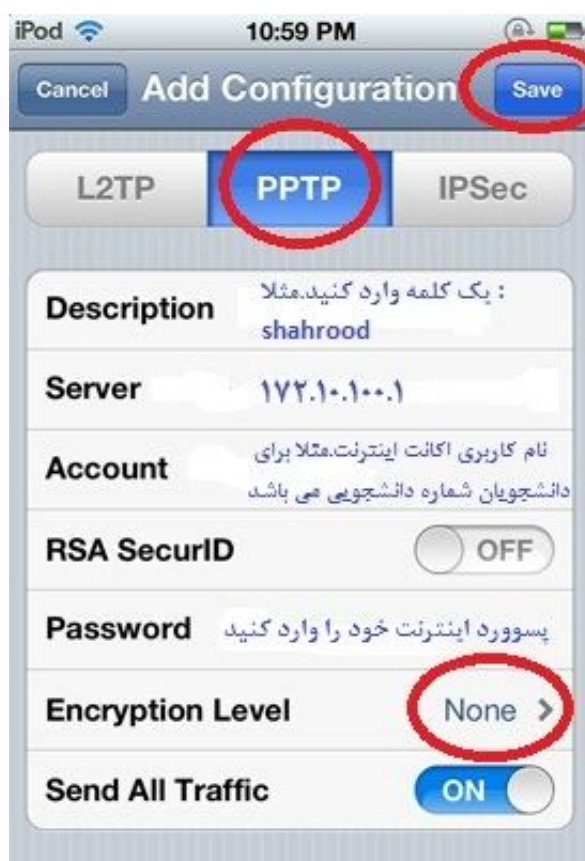 iPod 10:59 PM
Cancel Add Configuration Save
L2TP PPTP IPSec
Description : یک کلمه وارد کنید.مثلا
shahrood
Server ۱۷۲.۱۰.۱۰۰.۱
نام کاربری اکانت اینترنت.مثلا برای
Account
دانشجویان شماره دانشجویی می باشد
RSA SecurID OFF
Password پسوورد اینترنت خود را وارد کنید
Encryption Level None
Send All Traffic ON